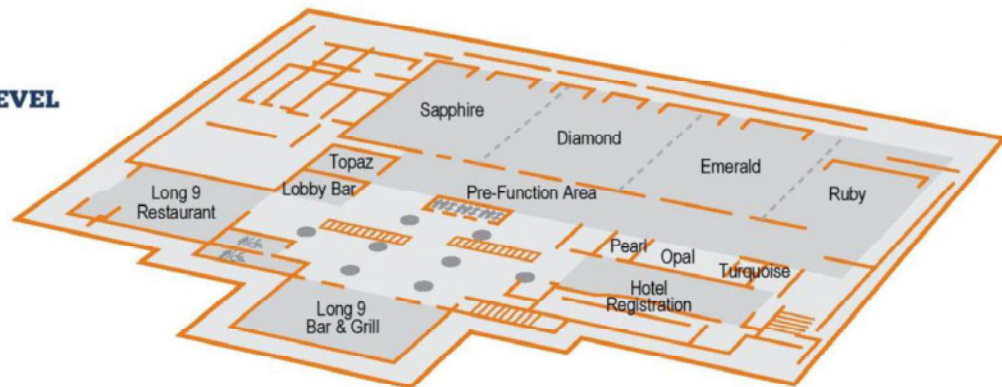 EVEL
Sapphire
Diamond
Emerald
Ruby
Topaz
Lobby Bar
Pre-Function Area
Long 9
Restaurant
Pearl
Opal
Turquoise
Hotel
Registration
Long 9
Bar & Grill